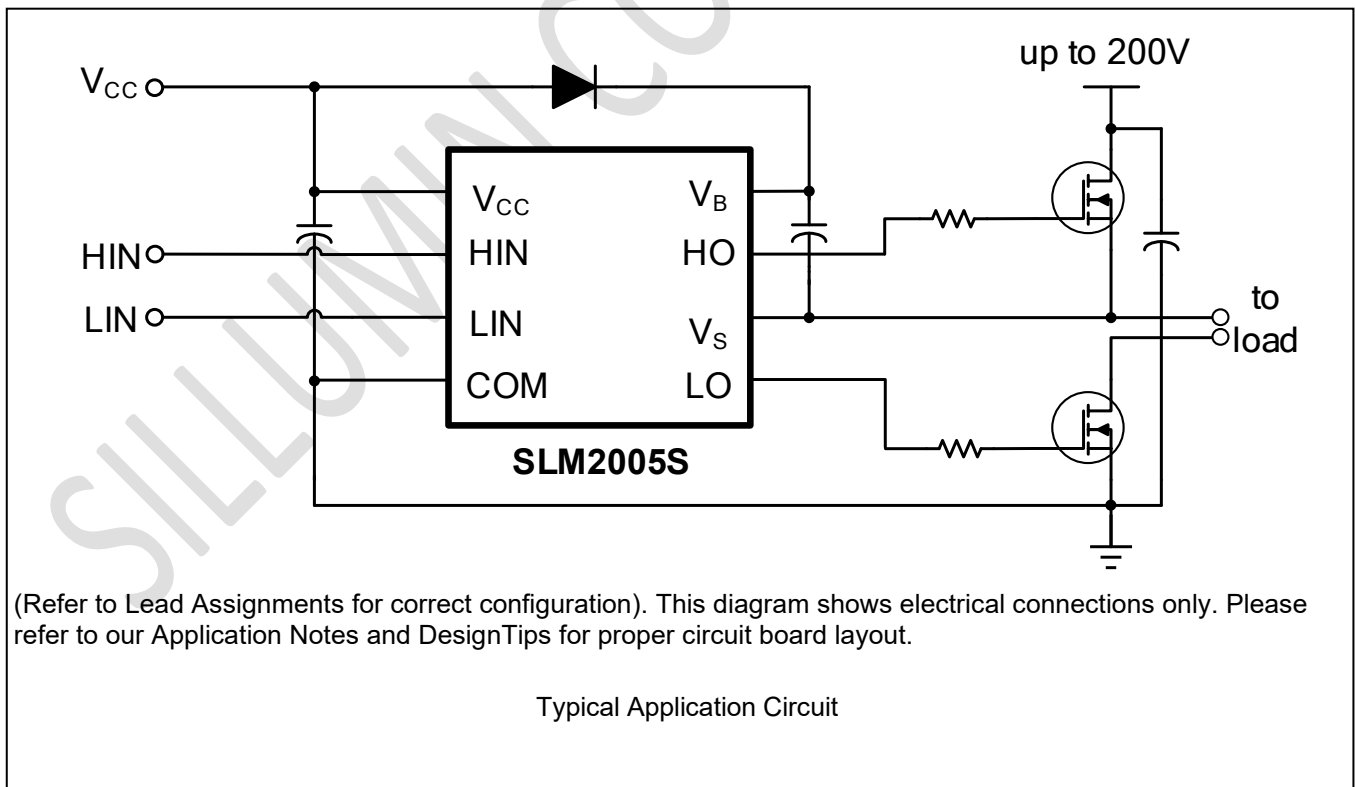 up to 200V
VCC
VCC
VB
HIN
HIN
HO
to
LIN
LIN
VS
load
COM
LO
SLM2005S
(Refer to Lead Assignments for correct configuration). This diagram shows electrical connections only. Please
refer to our Application Notes and DesignTips for proper circuit board layout.
Typical Application Circuit
SILLUMIN CO